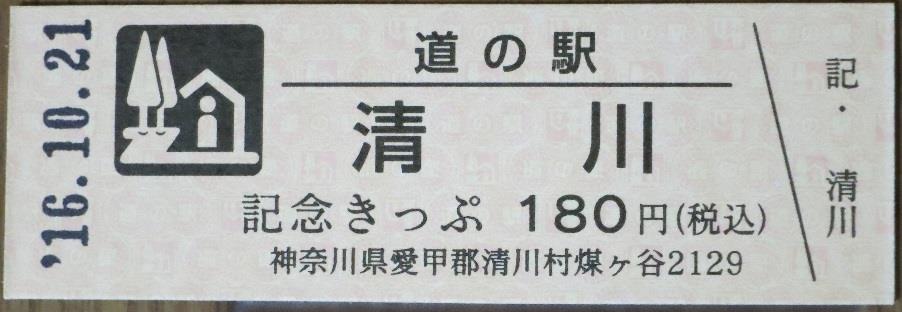 '16.10.21
道の駅
清川
記念きっぷ 180円(税込)
神奈川県愛甲郡清川村煤ヶ谷2129
記・清川